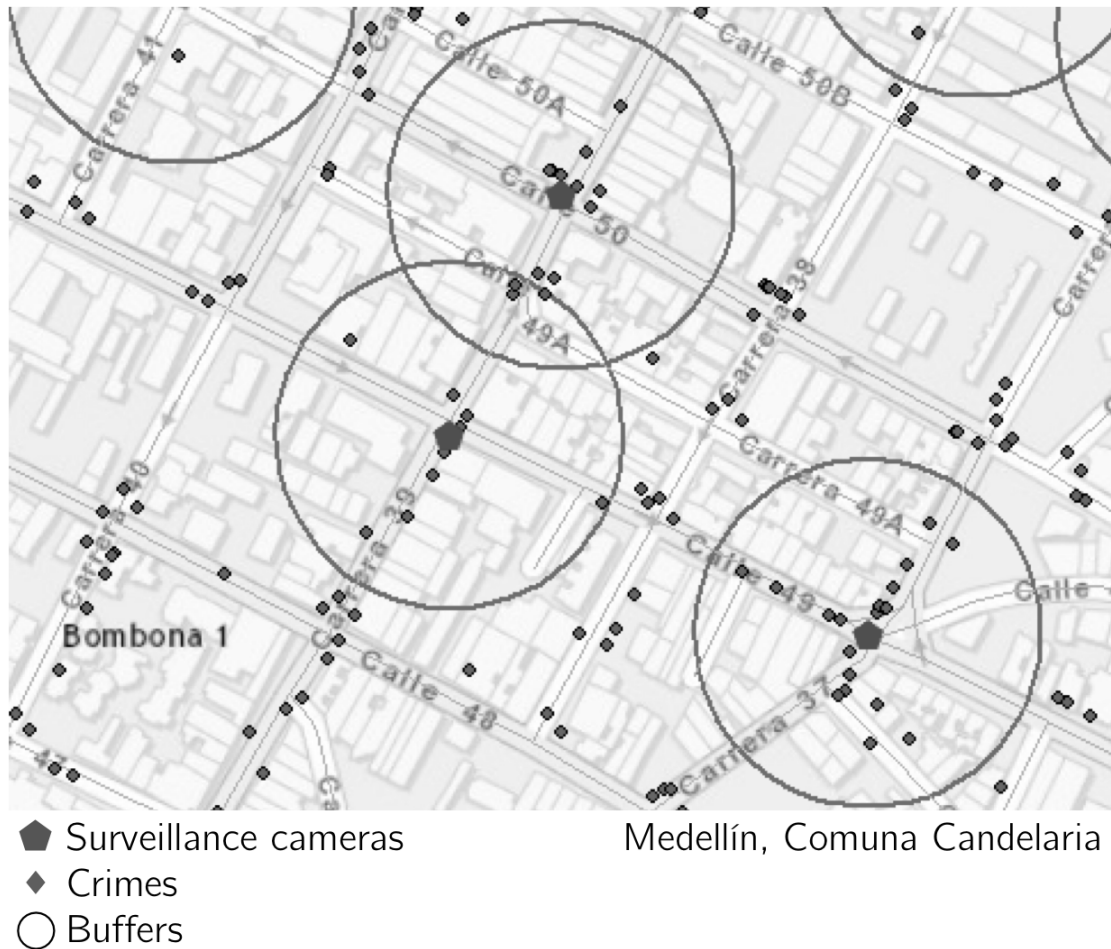 Carrera 41
Calle 50A
Calle 50B
Calle 50
49A
Carrera 38
Carrera 49A
Carrera 40
Carrera 39
Calle 49
Calle
Bombona 1
Calle 48
Carrera 37
47
Surveillance cameras
Medellín, Comuna Candelaria
Crimes
Buffers